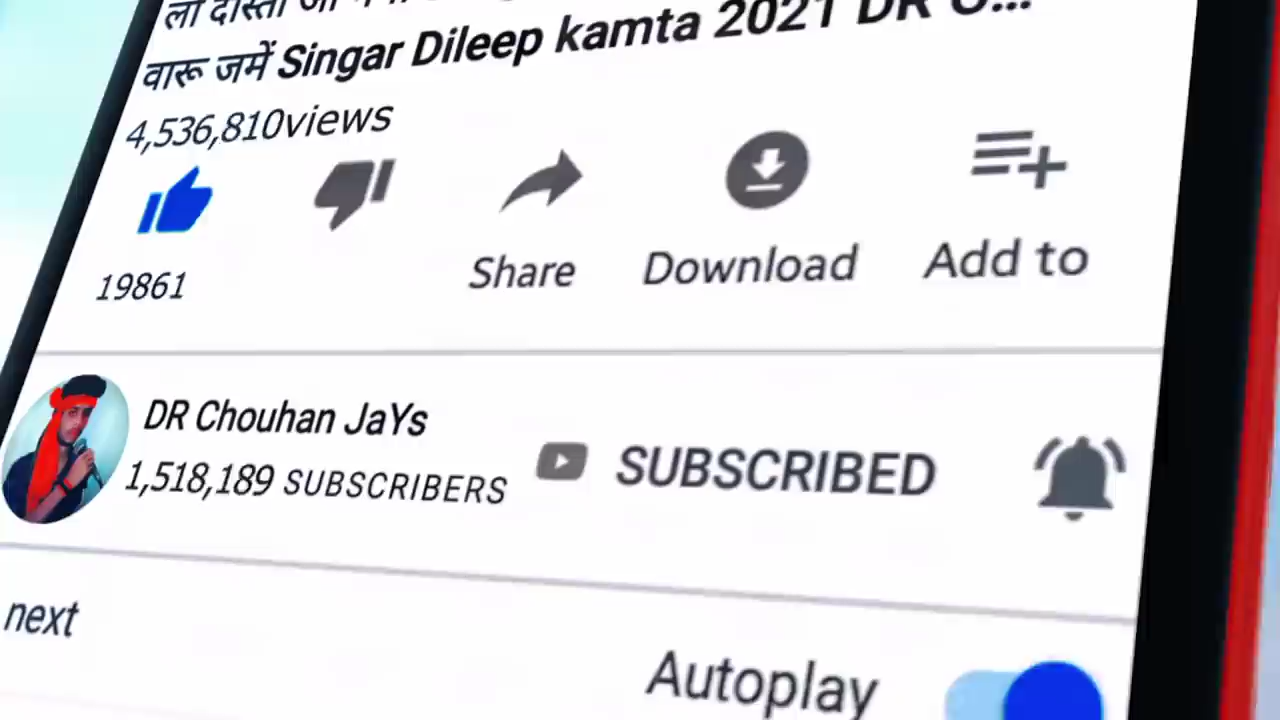 वारू जमें Singar Dileep kamta 2021 DR
4,536,810views
19861
Share
Download
Add to
DR Chouhan JaYs
1,518,189 SUBSCRIBERS
SUBSCRIBED
next
Autoplay